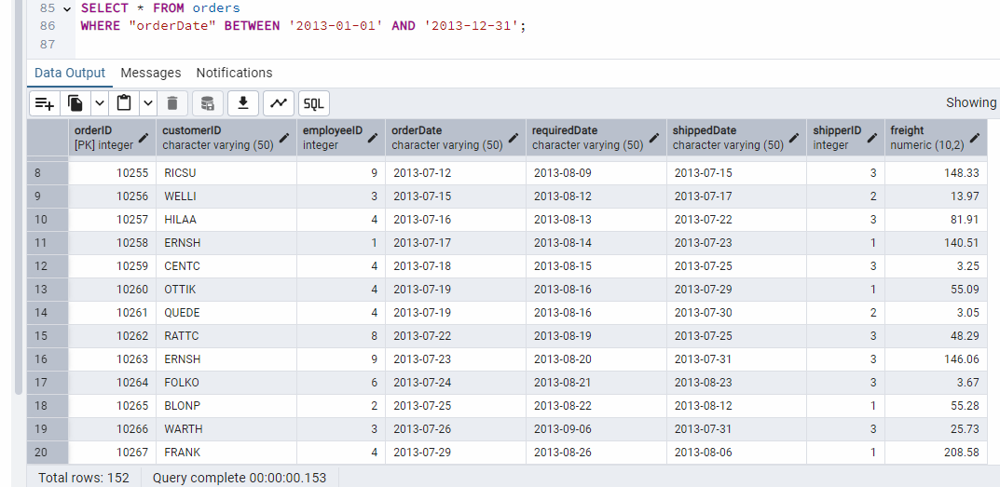 85 SELECT * FROM orders
86 WHERE "orderDate" BETWEEN '2013-01-01' AND '2013-12-31';
87
Data Output Messages Notifications
SQL Showing
orderID customerID employeeID orderDate requiredDate shippedDate shipperID freight
[PK] integer character varying (50) integer character varying (50) character varying (50) character varying (50) integer numeric (10,2)
8 10255 RICSU 9 2013-07-12 2013-08-09 2013-07-15 3 148.33
9 10256 WELLI 3 2013-07-15 2013-08-12 2013-07-17 2 13.97
10 10257 HILAA 4 2013-07-16 2013-08-13 2013-07-22 3 81.91
11 10258 ERNSH 1 2013-07-17 2013-08-14 2013-07-23 1 140.51
12 10259 CENTC 4 2013-07-18 2013-08-15 2013-07-25 3 3.25
13 10260 OTTIK 4 2013-07-19 2013-08-16 2013-07-29 1 55.09
14 10261 QUEDE 4 2013-07-19 2013-08-16 2013-07-30 2 3.05
15 10262 RATTC 8 2013-07-22 2013-08-19 2013-07-25 3 48.29
16 10263 ERNSH 9 2013-07-23 2013-08-20 2013-07-31 3 146.06
17 10264 FOLKO 6 2013-07-24 2013-08-21 2013-08-23 3 3.67
18 10265 BLONP 2 2013-07-25 2013-08-22 2013-08-12 1 55.28
19 10266 WARTH 3 2013-07-26 2013-09-06 2013-07-31 3 25.73
20 10267 FRANK 4 2013-07-29 2013-08-26 2013-08-06 1 208.58
Total rows: 152 Query complete 00:00:00.153